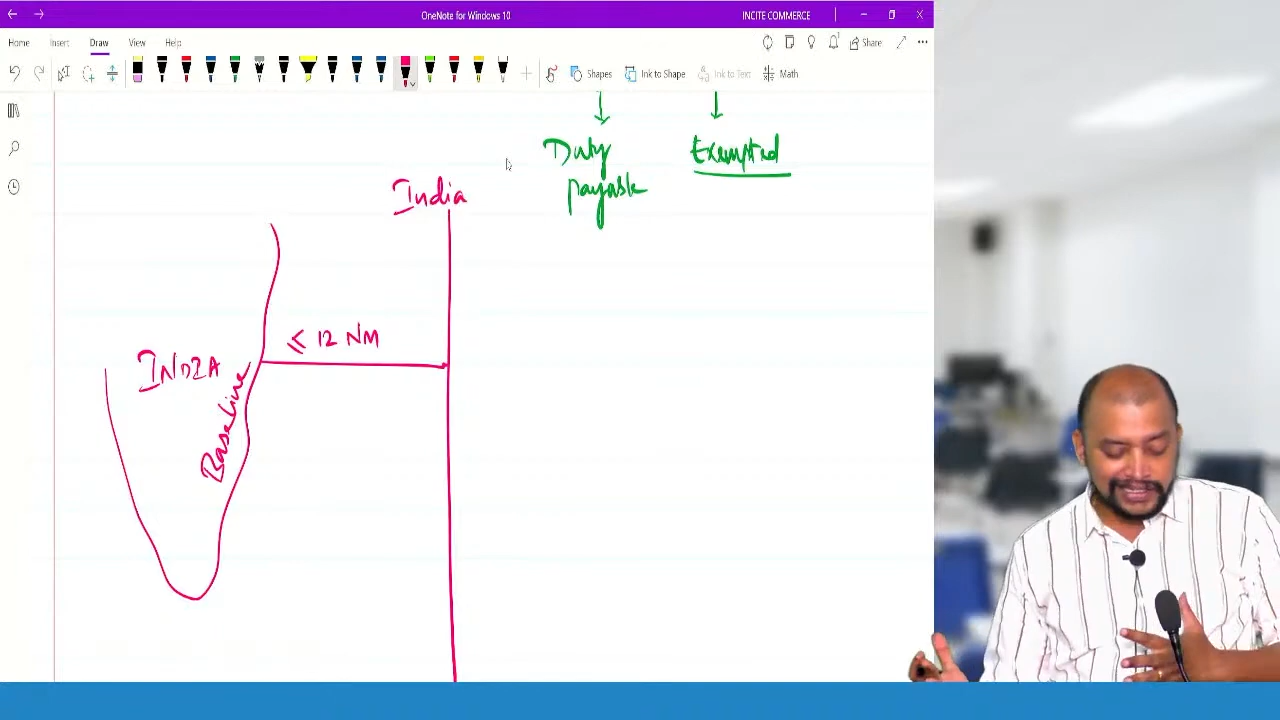 OneNote for Windows 10
INCITE COMMERCE
Home Insert Draw View Help
Share
Shapes
Ink to Shape
Ink to Text
Math
Duty
payable
Exempted
India
≤ 12 NM
INDIA
Baseline